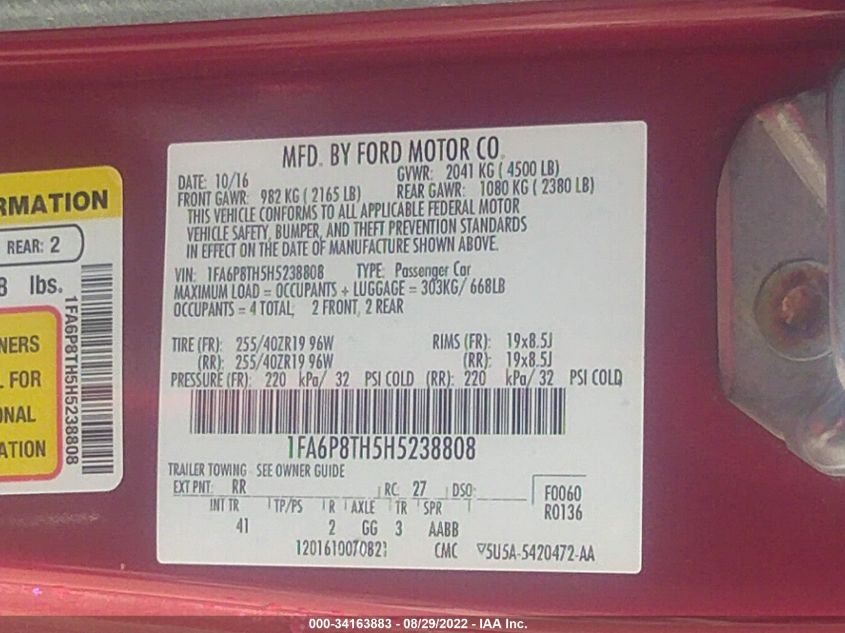 MFD. BY FORD MOTOR CO.
DATE: 10/16 GVWR: 2041 KG ( 4500 LB)
FRONT GAWR: 982 KG ( 2165 LB) REAR GAWR: 1080 KG ( 2380 LB)
THIS VEHICLE CONFORMS TO ALL APPLICABLE FEDERAL MOTOR
VEHICLE SAFETY, BUMPER, AND THEFT PREVENTION STANDARDS
IN EFFECT ON THE DATE OF MANUFACTURE SHOWN ABOVE.
VIN: 1FA6P8TH5H5238808 TYPE: Passenger Car
MAXIMUM LOAD = OCCUPANTS + LUGGAGE = 303KG/ 668LB
OCCUPANTS = 4 TOTAL, 2 FRONT, 2 REAR
TIRE (FR): 255/40ZR19 96W RIMS (FR): 19x8.5J
(RR): 255/40ZR19 96W (RR): 19x8.5J
PRESSURE (FR): 220 kPa/ 32 PSI COLD (RR): 220 kPa/ 32 PSI COLD
1FA6P8TH5H5238808
TRAILER TOWING - SEE OWNER GUIDE
EXT PNT: RR RC: 27 DSO: F0060
INT TR TP/PS R AXLE TR SPR R0136
41 2 GG 3 AABB
1201610070821 CMC ▽5U5A-5420472-AA
RMATION
REAR: 2
8 lbs.
1FA6P8TH5H5238808
NERS
L FOR
ONAL
ATION
000-34163883 - 08/29/2022 - IAA Inc.